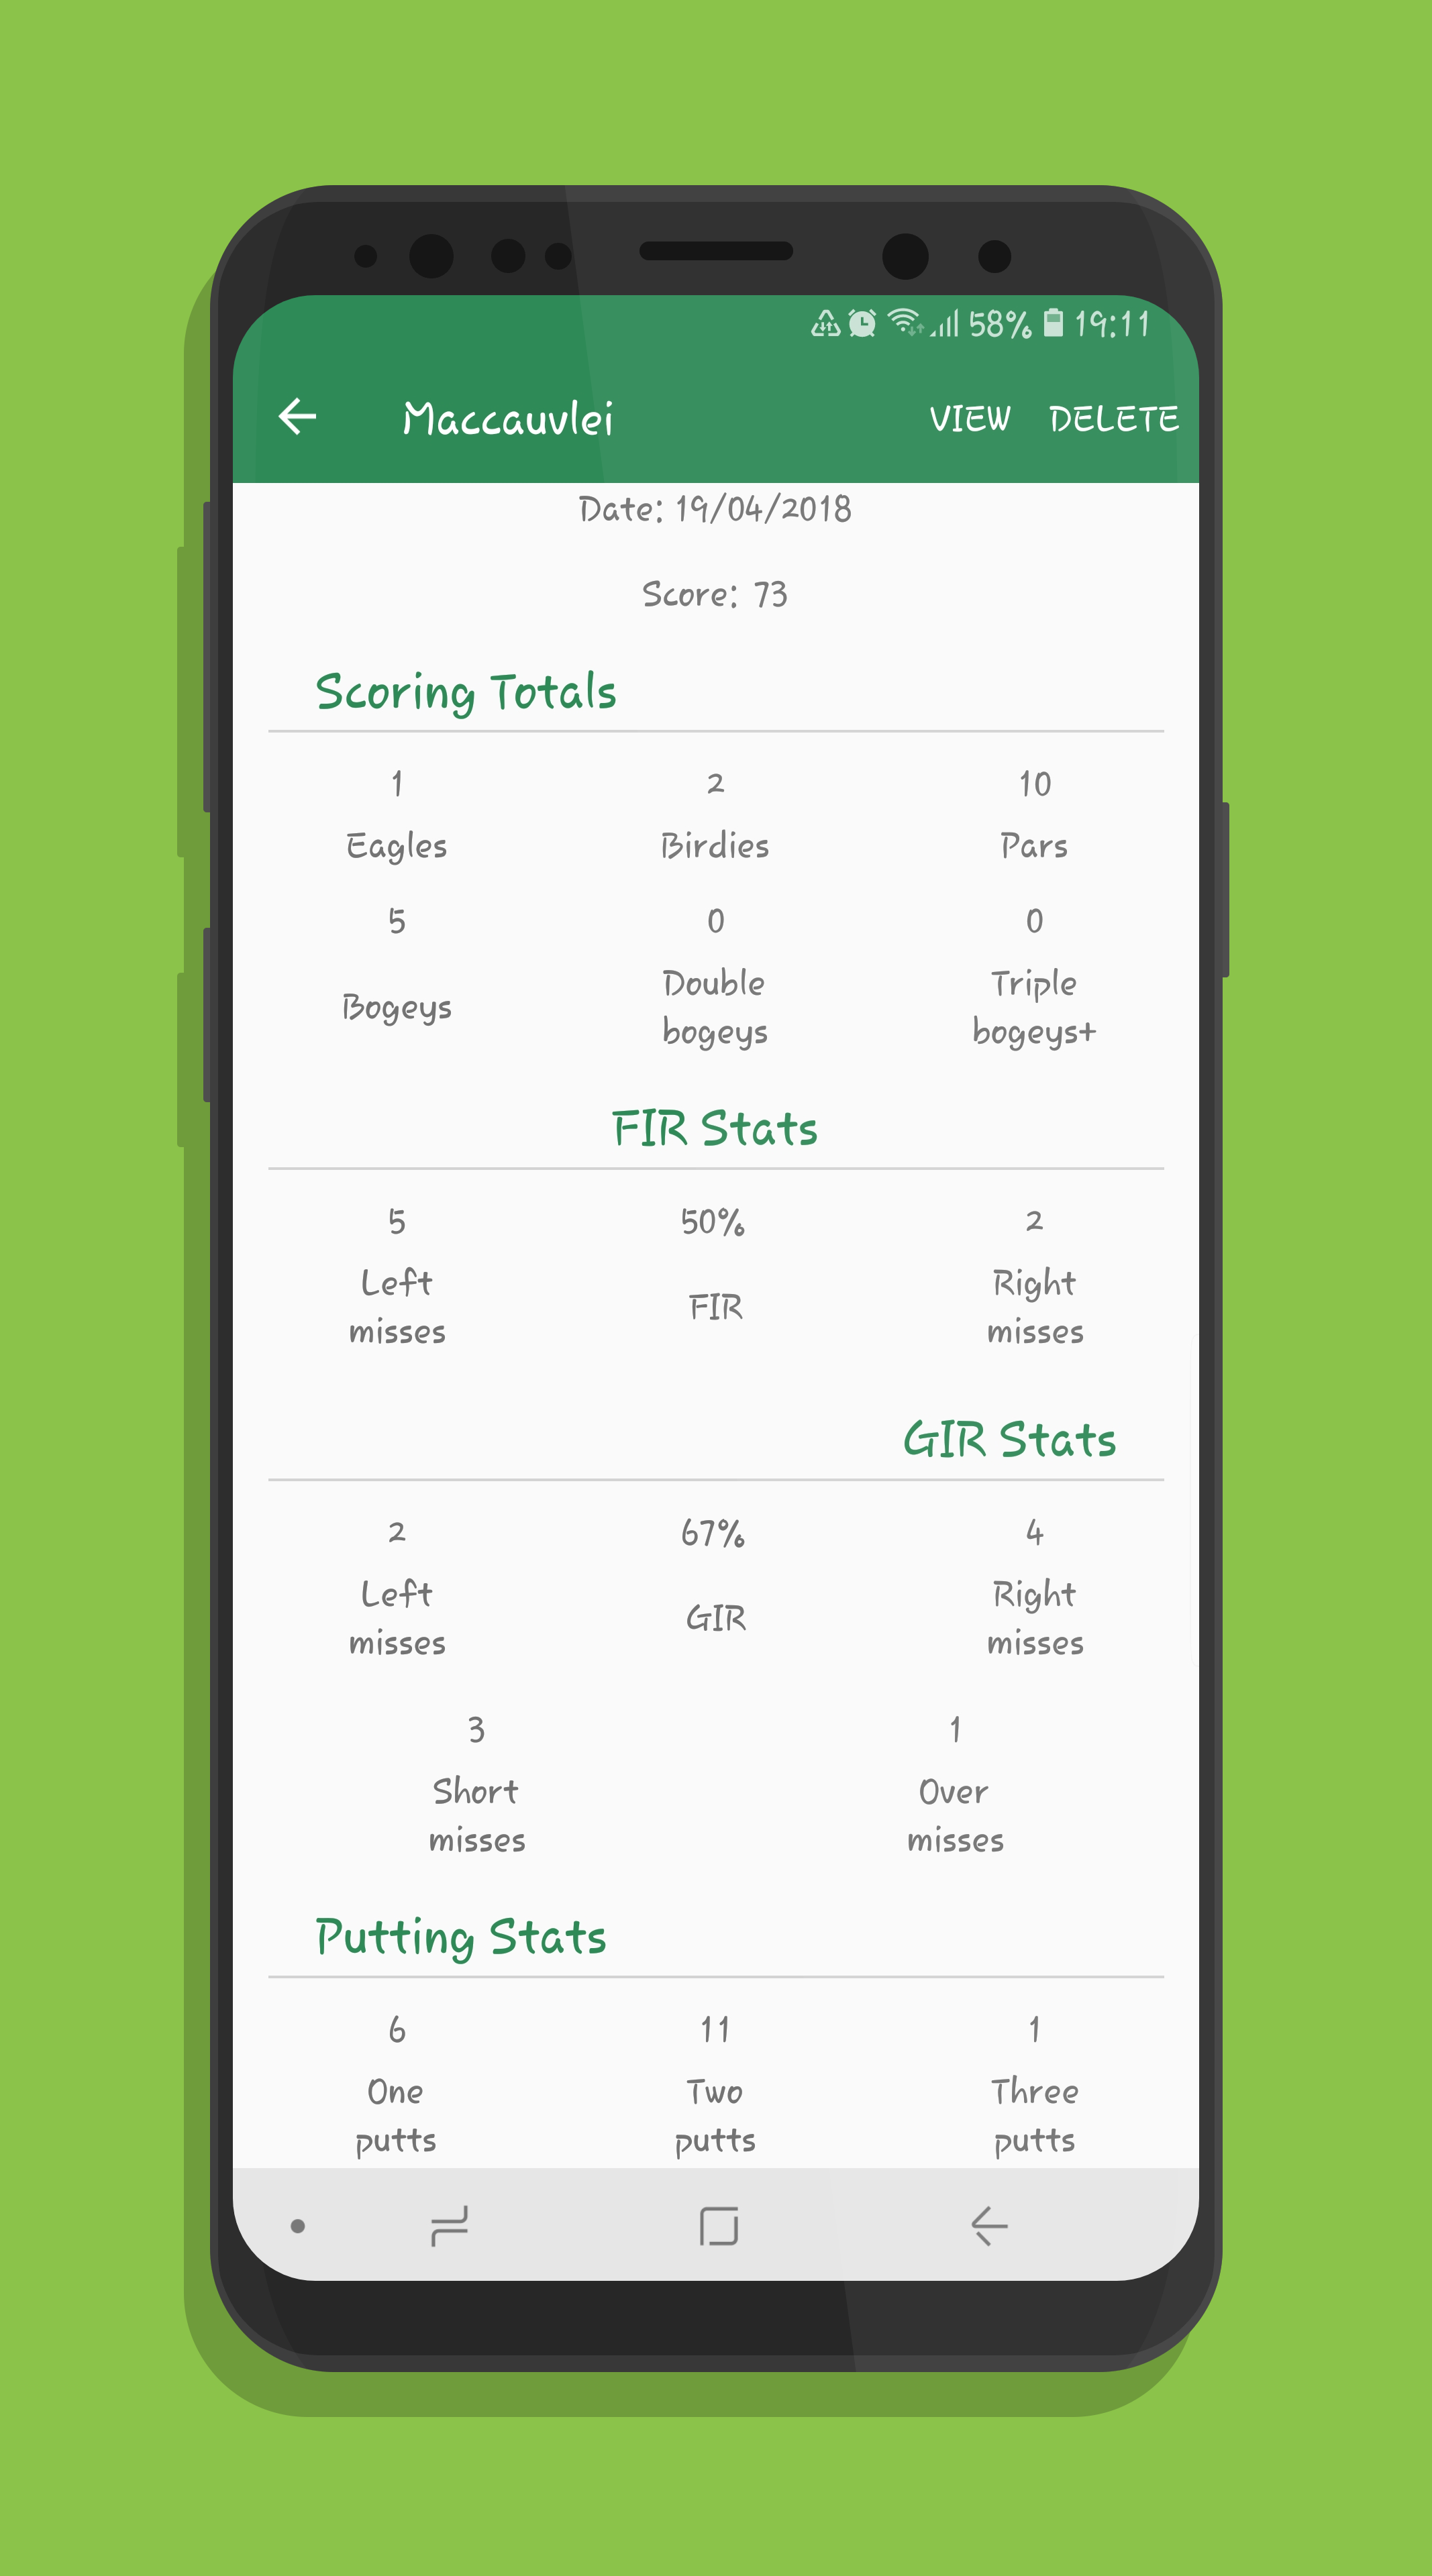 58% 19:11
Maccauvlei VIEW DELETE
Date: 19/04/2018
Score: 73
Scoring Totals
1 2 10
Eagles Birdies Pars
5 0 0
Bogeys Double bogeys Triple bogeys+
FIR Stats
5 50% 2
Left misses FIR Right misses
GIR Stats
2 67% 4
Left misses GIR Right misses
3 1
Short misses Over misses
Putting Stats
6 11 1
One putts Two putts Three putts